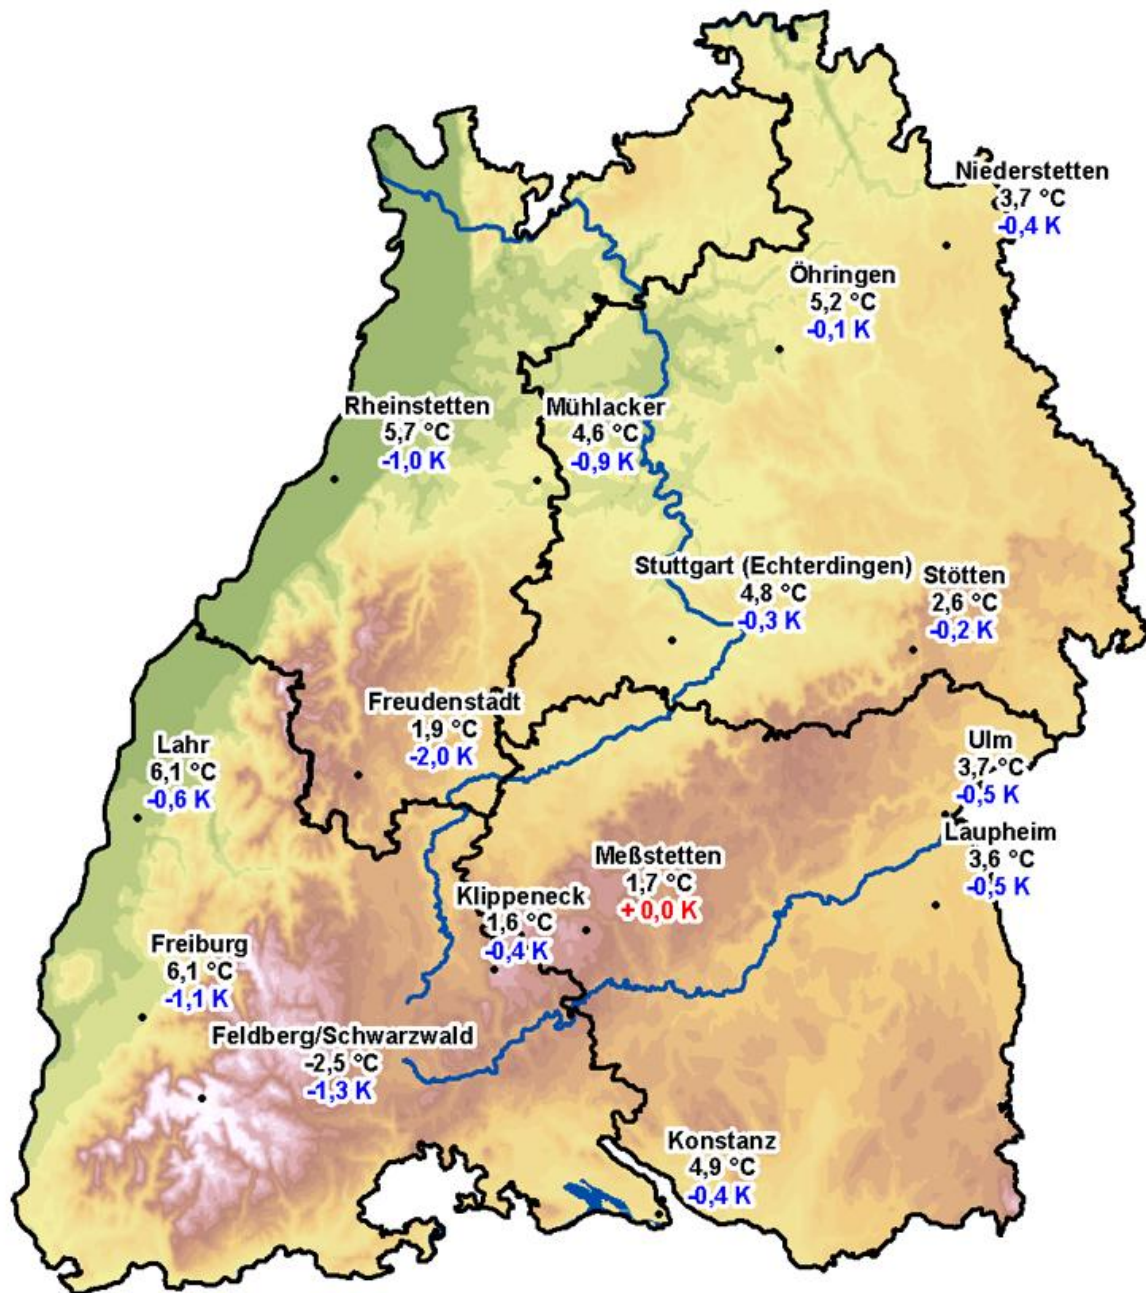 Niederstetten
3,7 °C
-0,4 K
Öhringen
5,2 °C
-0,1 K
Rheinstetten
5,7 °C
-1,0 K
Mühlacker
4,6 °C
-0,9 K
Stuttgart (Echterdingen)
4,8 °C
-0,3 K
Stötten
2,6 °C
-0,2 K
Freudenstadt
1,9 °C
-2,0 K
Lahr
6,1 °C
-0,6 K
Ulm
3,7 °C
-0,5 K
Laupheim
3,6 °C
-0,5 K
Meßstetten
1,7 °C
+ 0,0 K
Klippeneck
1,6 °C
-0,4 K
Freiburg
6,1 °C
-1,1 K
Feldberg/Schwarzwald
-2,5 °C
-1,3 K
Konstanz
4,9 °C
-0,4 K